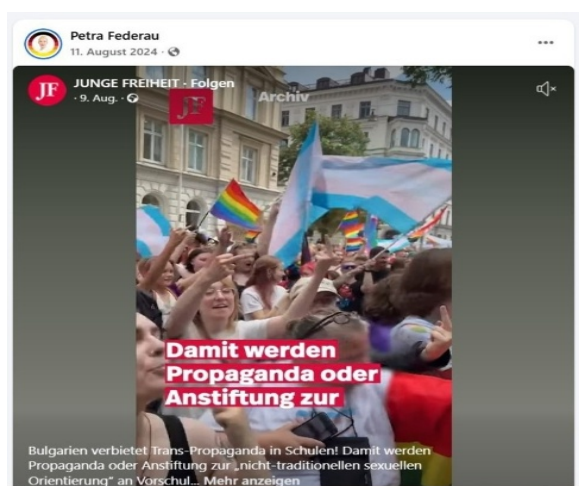 Petra Federau
11. August 2024 ·
...
JF
JUNGE FREIHEIT · Folgen
· 9. Aug. ·
JF
Archiv
Damit werden
Propaganda oder
Anstiftung zur
Bulgarien verbietet Trans-Propaganda in Schulen! Damit werden
Propaganda oder Anstiftung zur „nicht-traditionellen sexuellen
Orientierung" an Vorschul... Mehr anzeigen